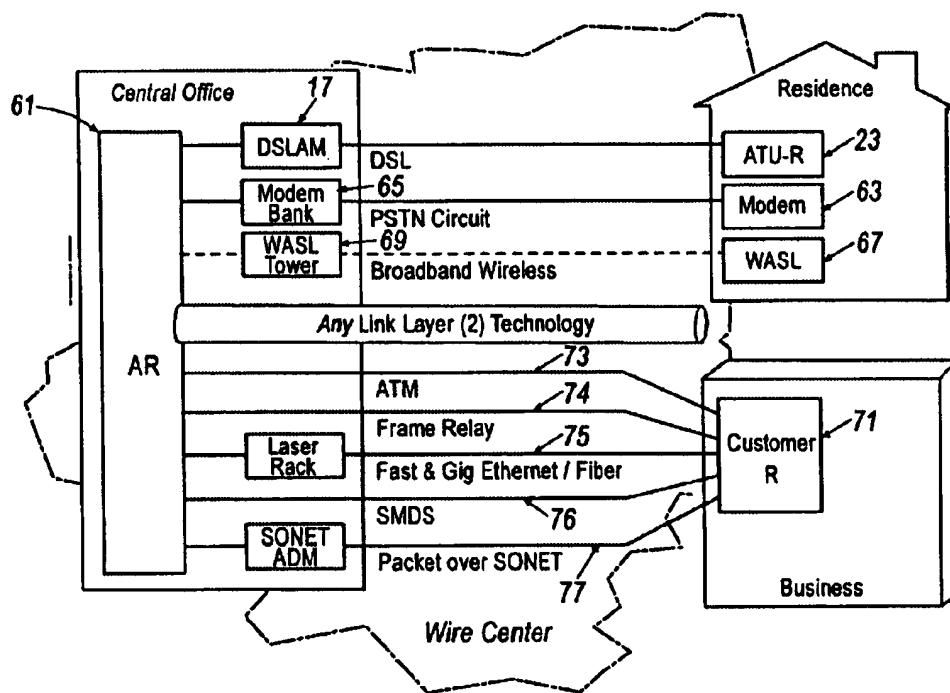 Central Office
61
17
Residence
DSLAM
DSL
ATU-R
23
Modem
Bank
65
PSTN Circuit
Modem
63
WASL
Tower
69
Broadband Wireless
WASL
67
Any Link Layer (2) Technology
AR
73
ATM
74
Frame Relay
75
Laser
Rack
Fast & Gig Ethernet / Fiber
Customer
R
71
SMDS
76
SONET
ADM
Packet over SONET
77
Business
Wire Center